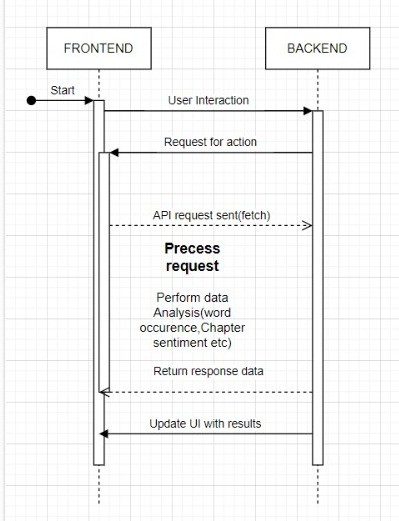 FRONTEND
BACKEND
Start
User Interaction
Request for action
API request sent(fetch)
Precess
request
Perform data
Analysis(word
occurence,Chapter
sentiment etc)
Return response data
Update UI with results